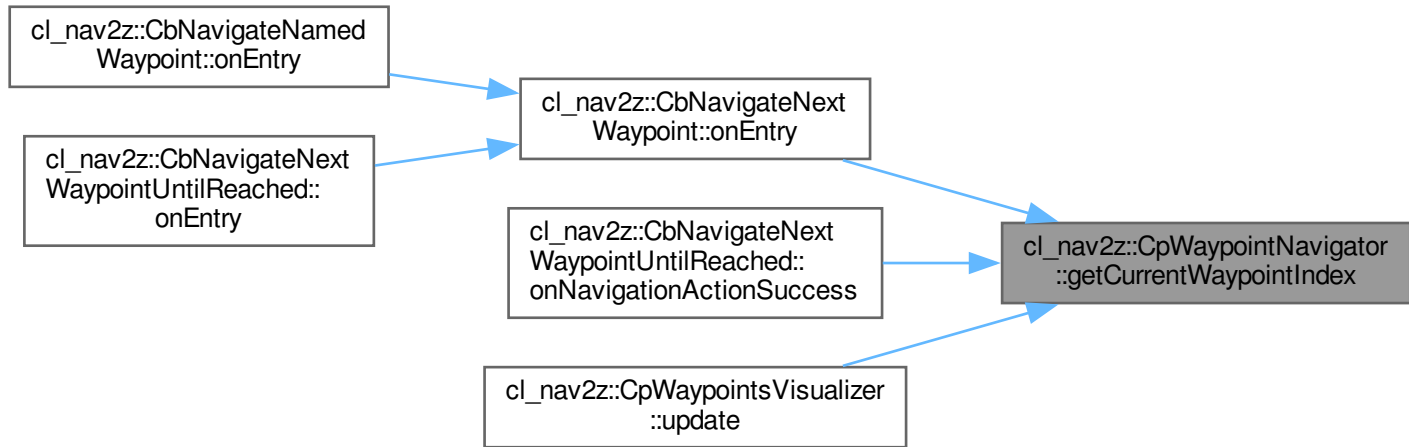 cl_nav2z::CbNavigateNamed
Waypoint::onEntry
cl_nav2z::CbNavigateNext
WaypointUntilReached::
onEntry
cl_nav2z::CbNavigateNext
Waypoint::onEntry
cl_nav2z::CbNavigateNext
WaypointUntilReached::
onNavigationActionSuccess
cl_nav2z::CpWaypointsVisualizer
::update
cl_nav2z::CpWaypointNavigator
::getCurrentWaypointIndex